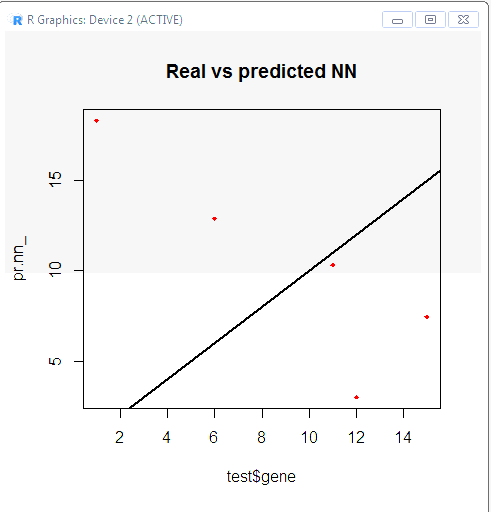 R R Graphics: Device 2 (ACTIVE)
Real vs predicted NN
15
10
5
pr.nn_
2 4 6 8 10 12 14
test$gene